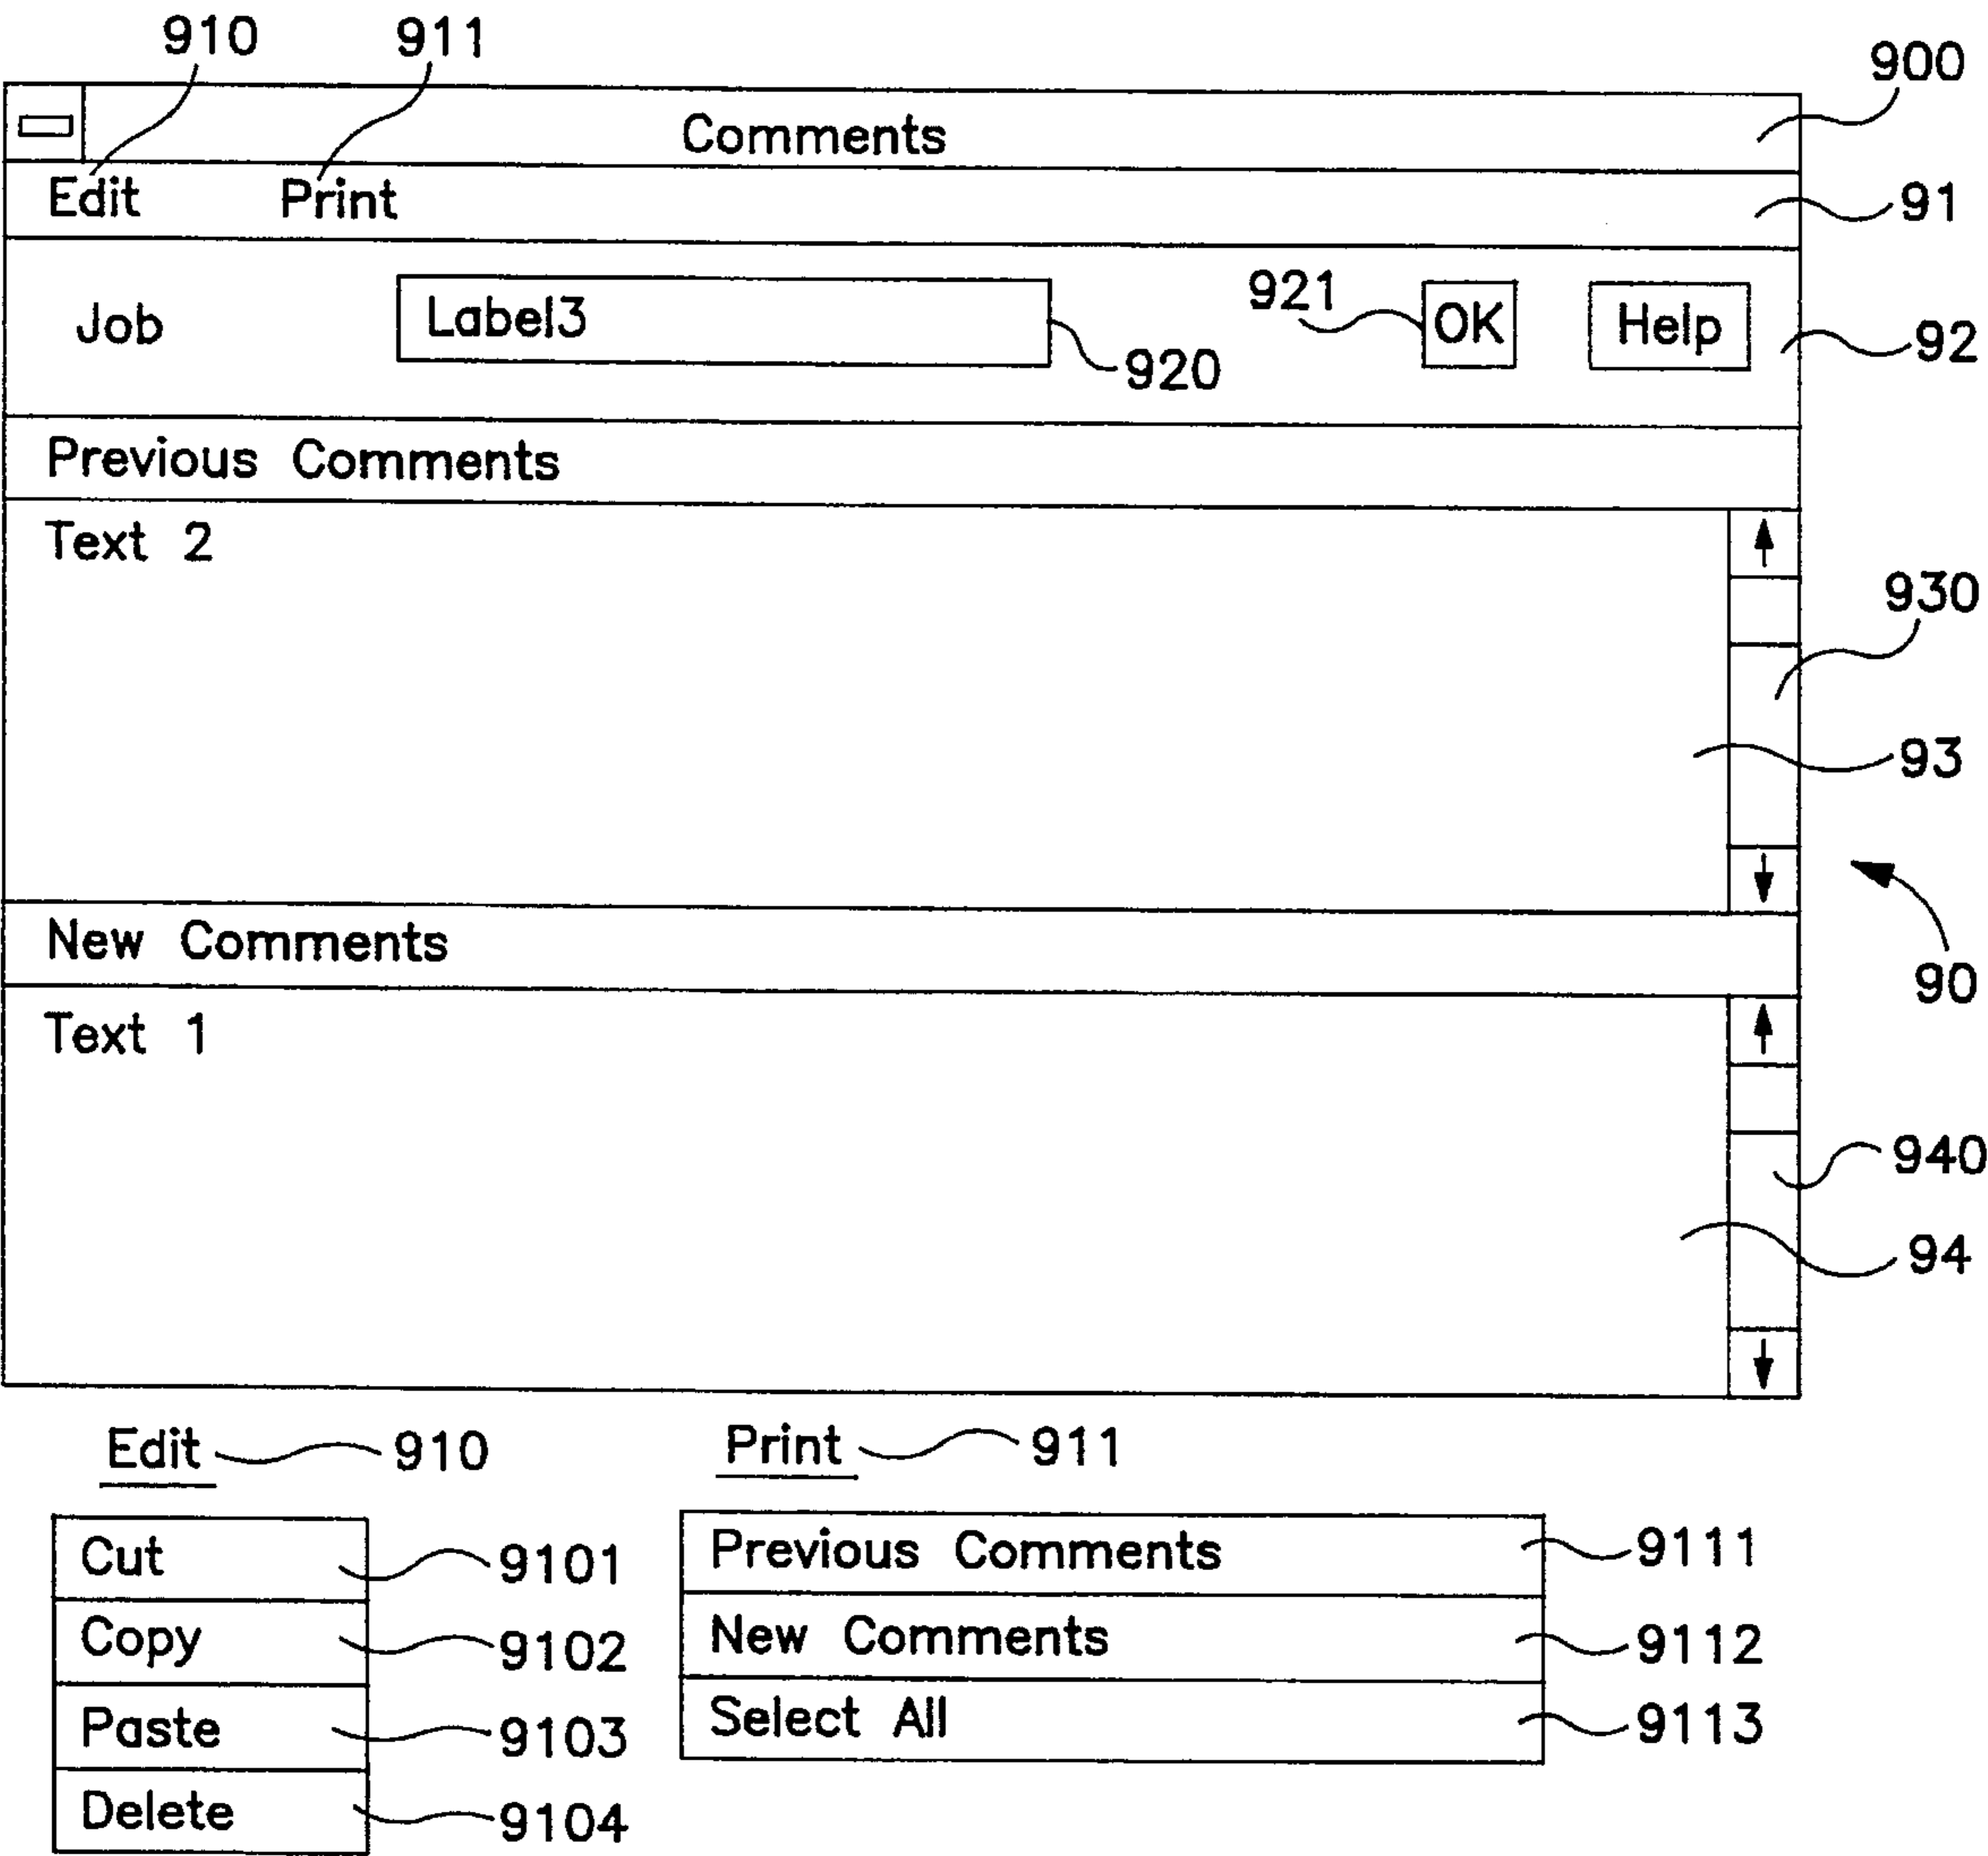 910 911
900
Comments
Edit Print
91
Job Label3 921 OK Help
920
92
Previous Comments
Text 2
930
93
New Comments
90
Text 1
940
94
Edit 910 Print 911
Cut 9101 Previous Comments 9111
Copy 9102 New Comments 9112
Paste 9103 Select All 9113
Delete 9104